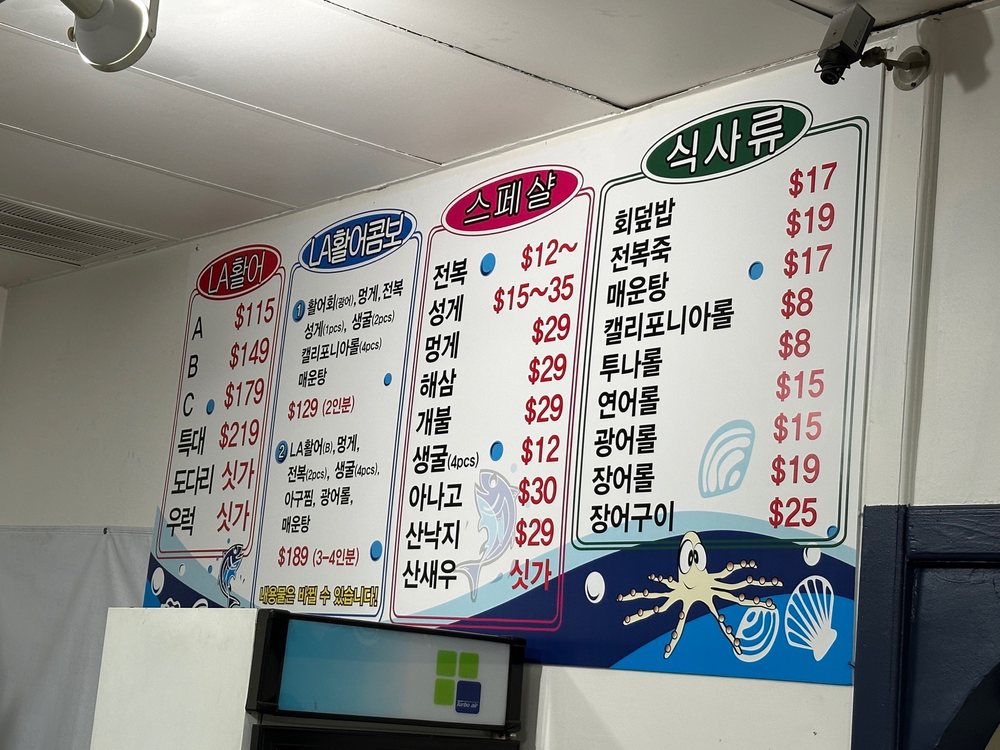 LA활어
A $115
B $149
C $179
특대 $219
도다리 싯가
우럭 싯가
LA활어콤보
1 활어회(광어), 멍게, 전복
성게(1pcs), 생굴(2pcs)
캘리포니아롤(4pcs)
매운탕
$129 (2인분)
2 LA활어(B), 멍게,
전복(2pcs), 생굴(4pcs),
아구찜, 광어롤,
매운탕
$189 (3-4인분)
내용물은 바뀔 수 있습니다!
스페샬
전복 $12~
성게 $15~35
멍게 $29
해삼 $29
개불 $29
생굴(4pcs) $12
아나고 $30
산낙지 $29
산새우 싯가
식사류
회덮밥 $17
전복죽 $19
매운탕 $17
캘리포니아롤 $8
투나롤 $8
연어롤 $15
광어롤 $15
장어롤 $19
장어구이 $25
Turbo air